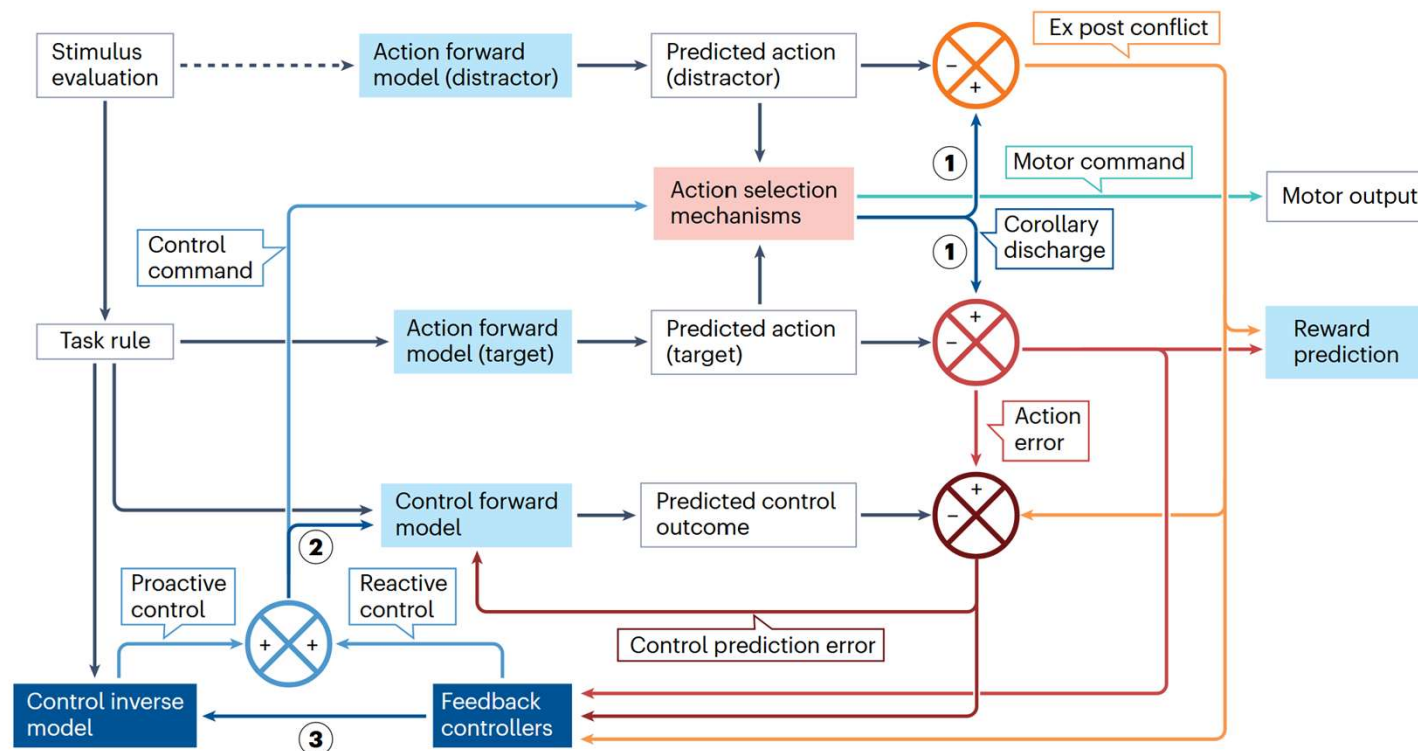 Stimulus
evaluation
Action forward
model (distractor)
Predicted action
(distractor)
−
+
Ex post conflict
1
Motor command
Action selection
mechanisms
Motor output
Control
command
1
Corollary
discharge
Task rule
Action forward
model (target)
Predicted action
(target)
+
−
Reward
prediction
Action
error
Control forward
model
Predicted control
outcome
+
−
2
Proactive
control
Reactive
control
+ +
Control prediction error
Control inverse
model
Feedback
controllers
3